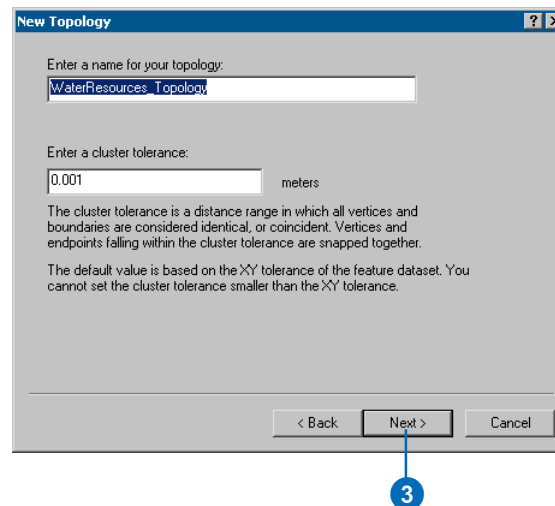 New Topology
Enter a name for your topology:
WaterResources_Topology
Enter a cluster tolerance:
0.001 meters
The cluster tolerance is a distance range in which all vertices and
boundaries are considered identical, or coincident. Vertices and
endpoints falling within the cluster tolerance are snapped together.
The default value is based on the XY tolerance of the feature dataset. You
cannot set the cluster tolerance smaller than the XY tolerance.
< Back Next > Cancel
3